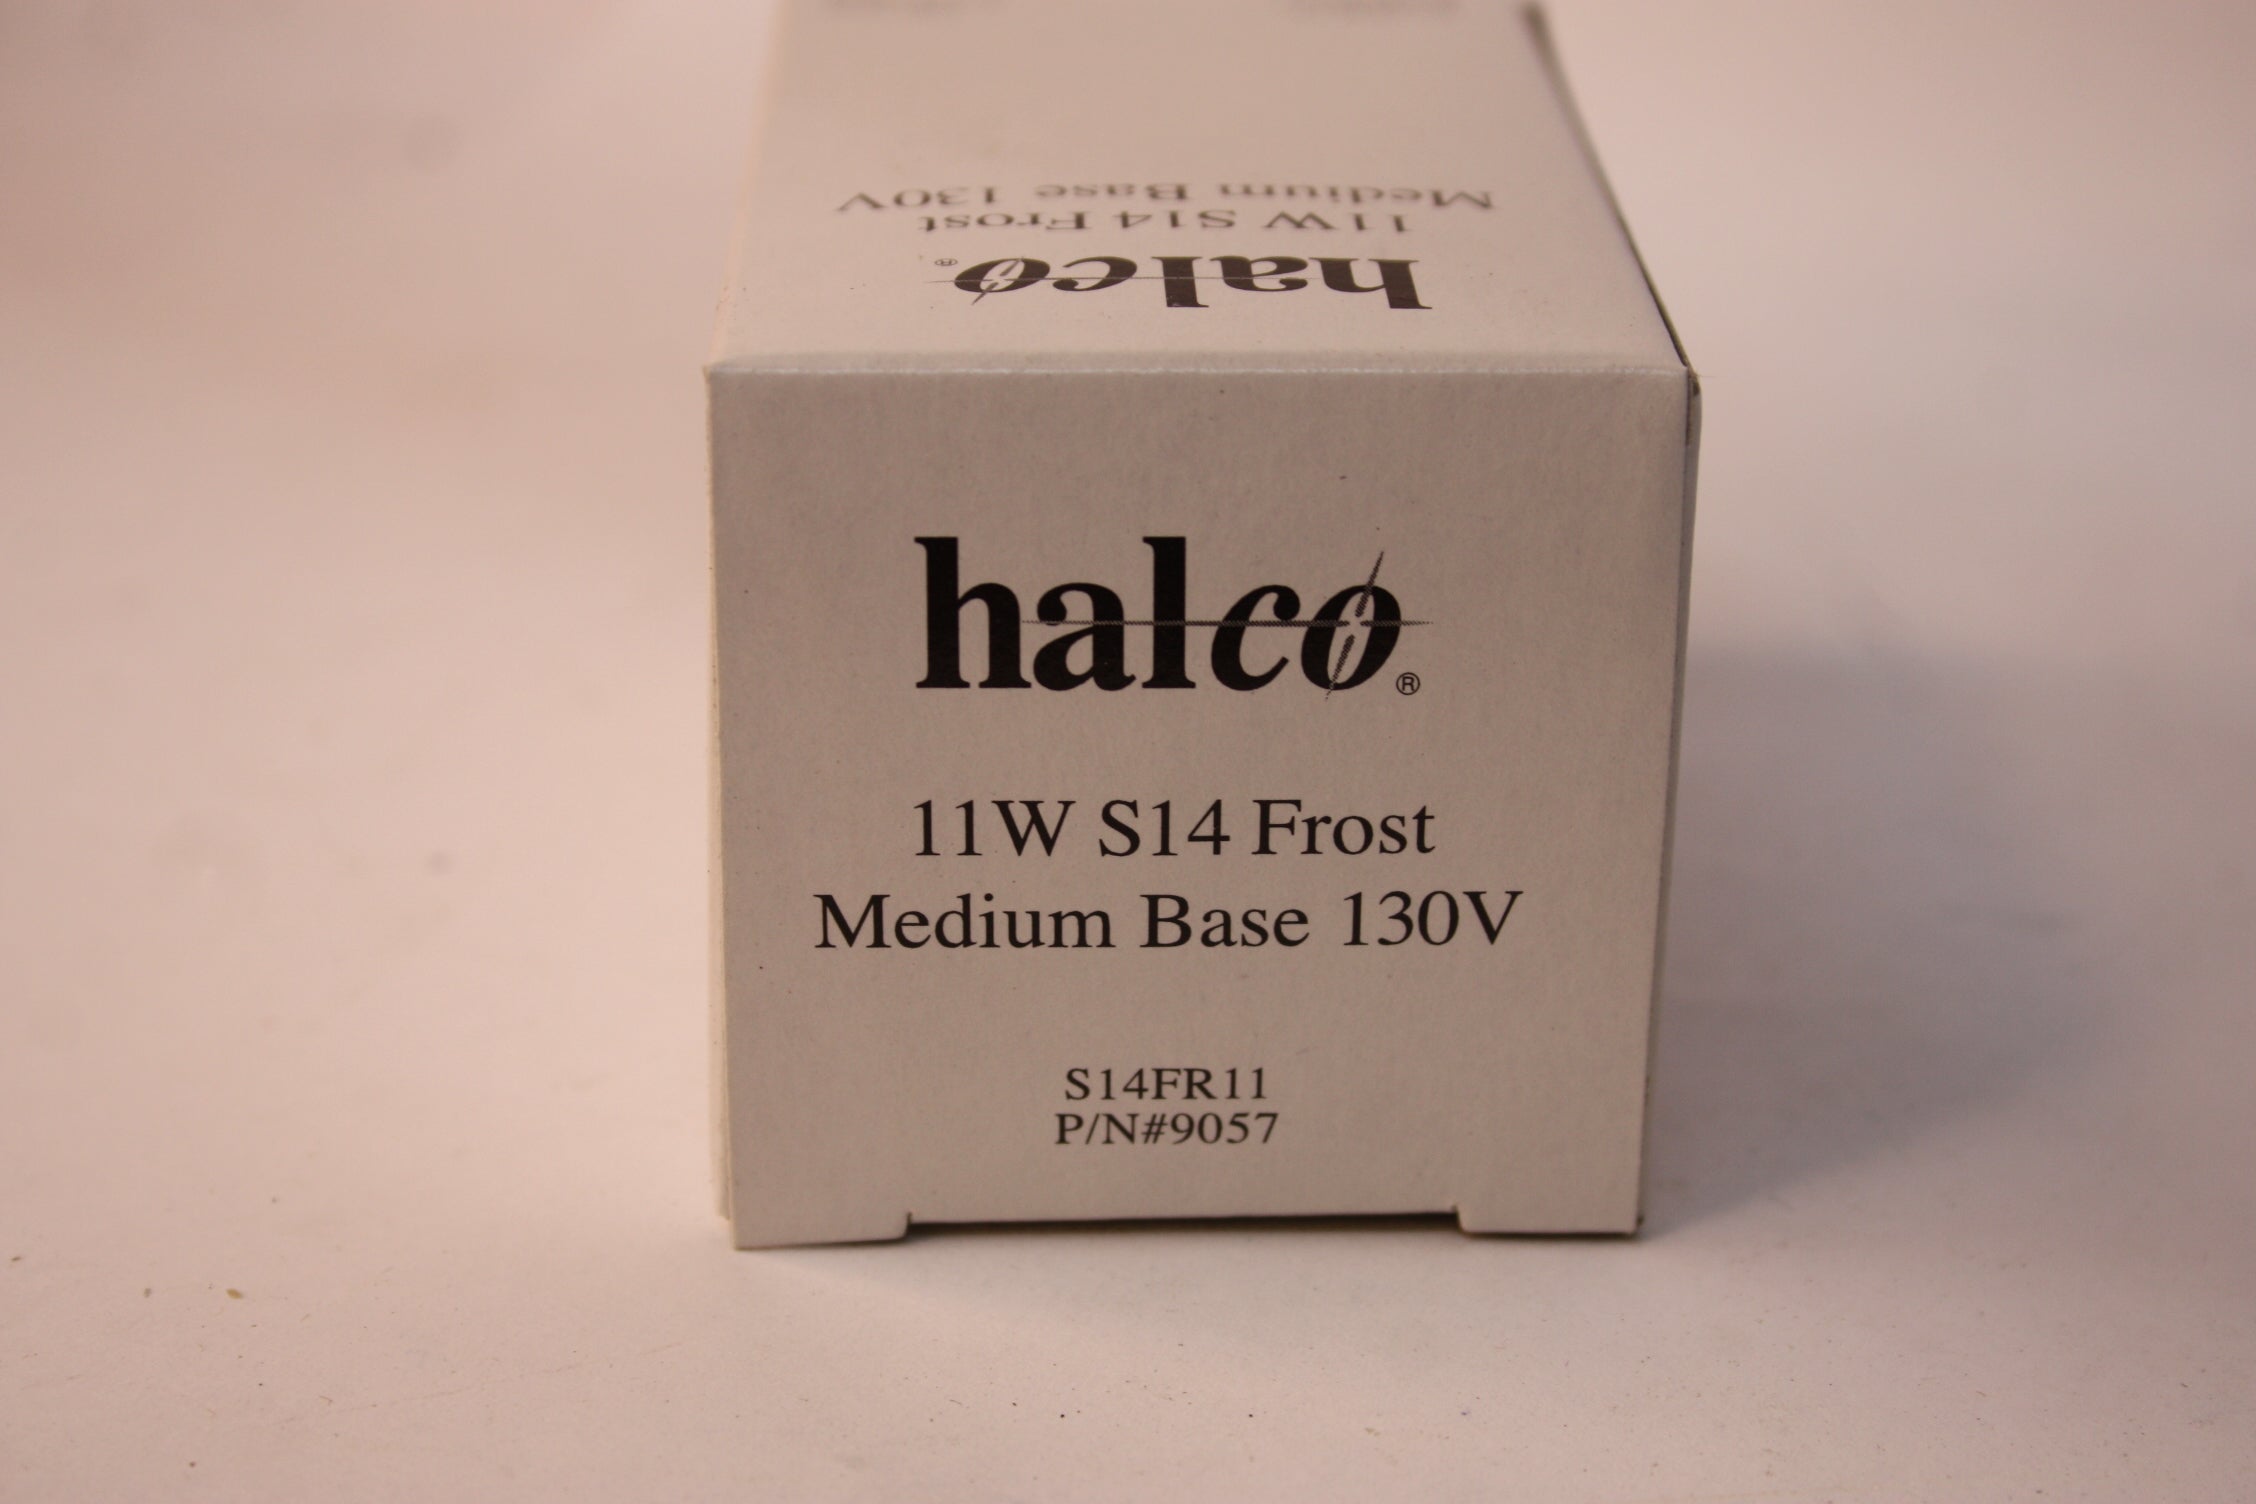 Medium Base 130V
11W S14 Frost
halco®
halco®
11W S14 Frost
Medium Base 130V
S14FR11
P/N#9057